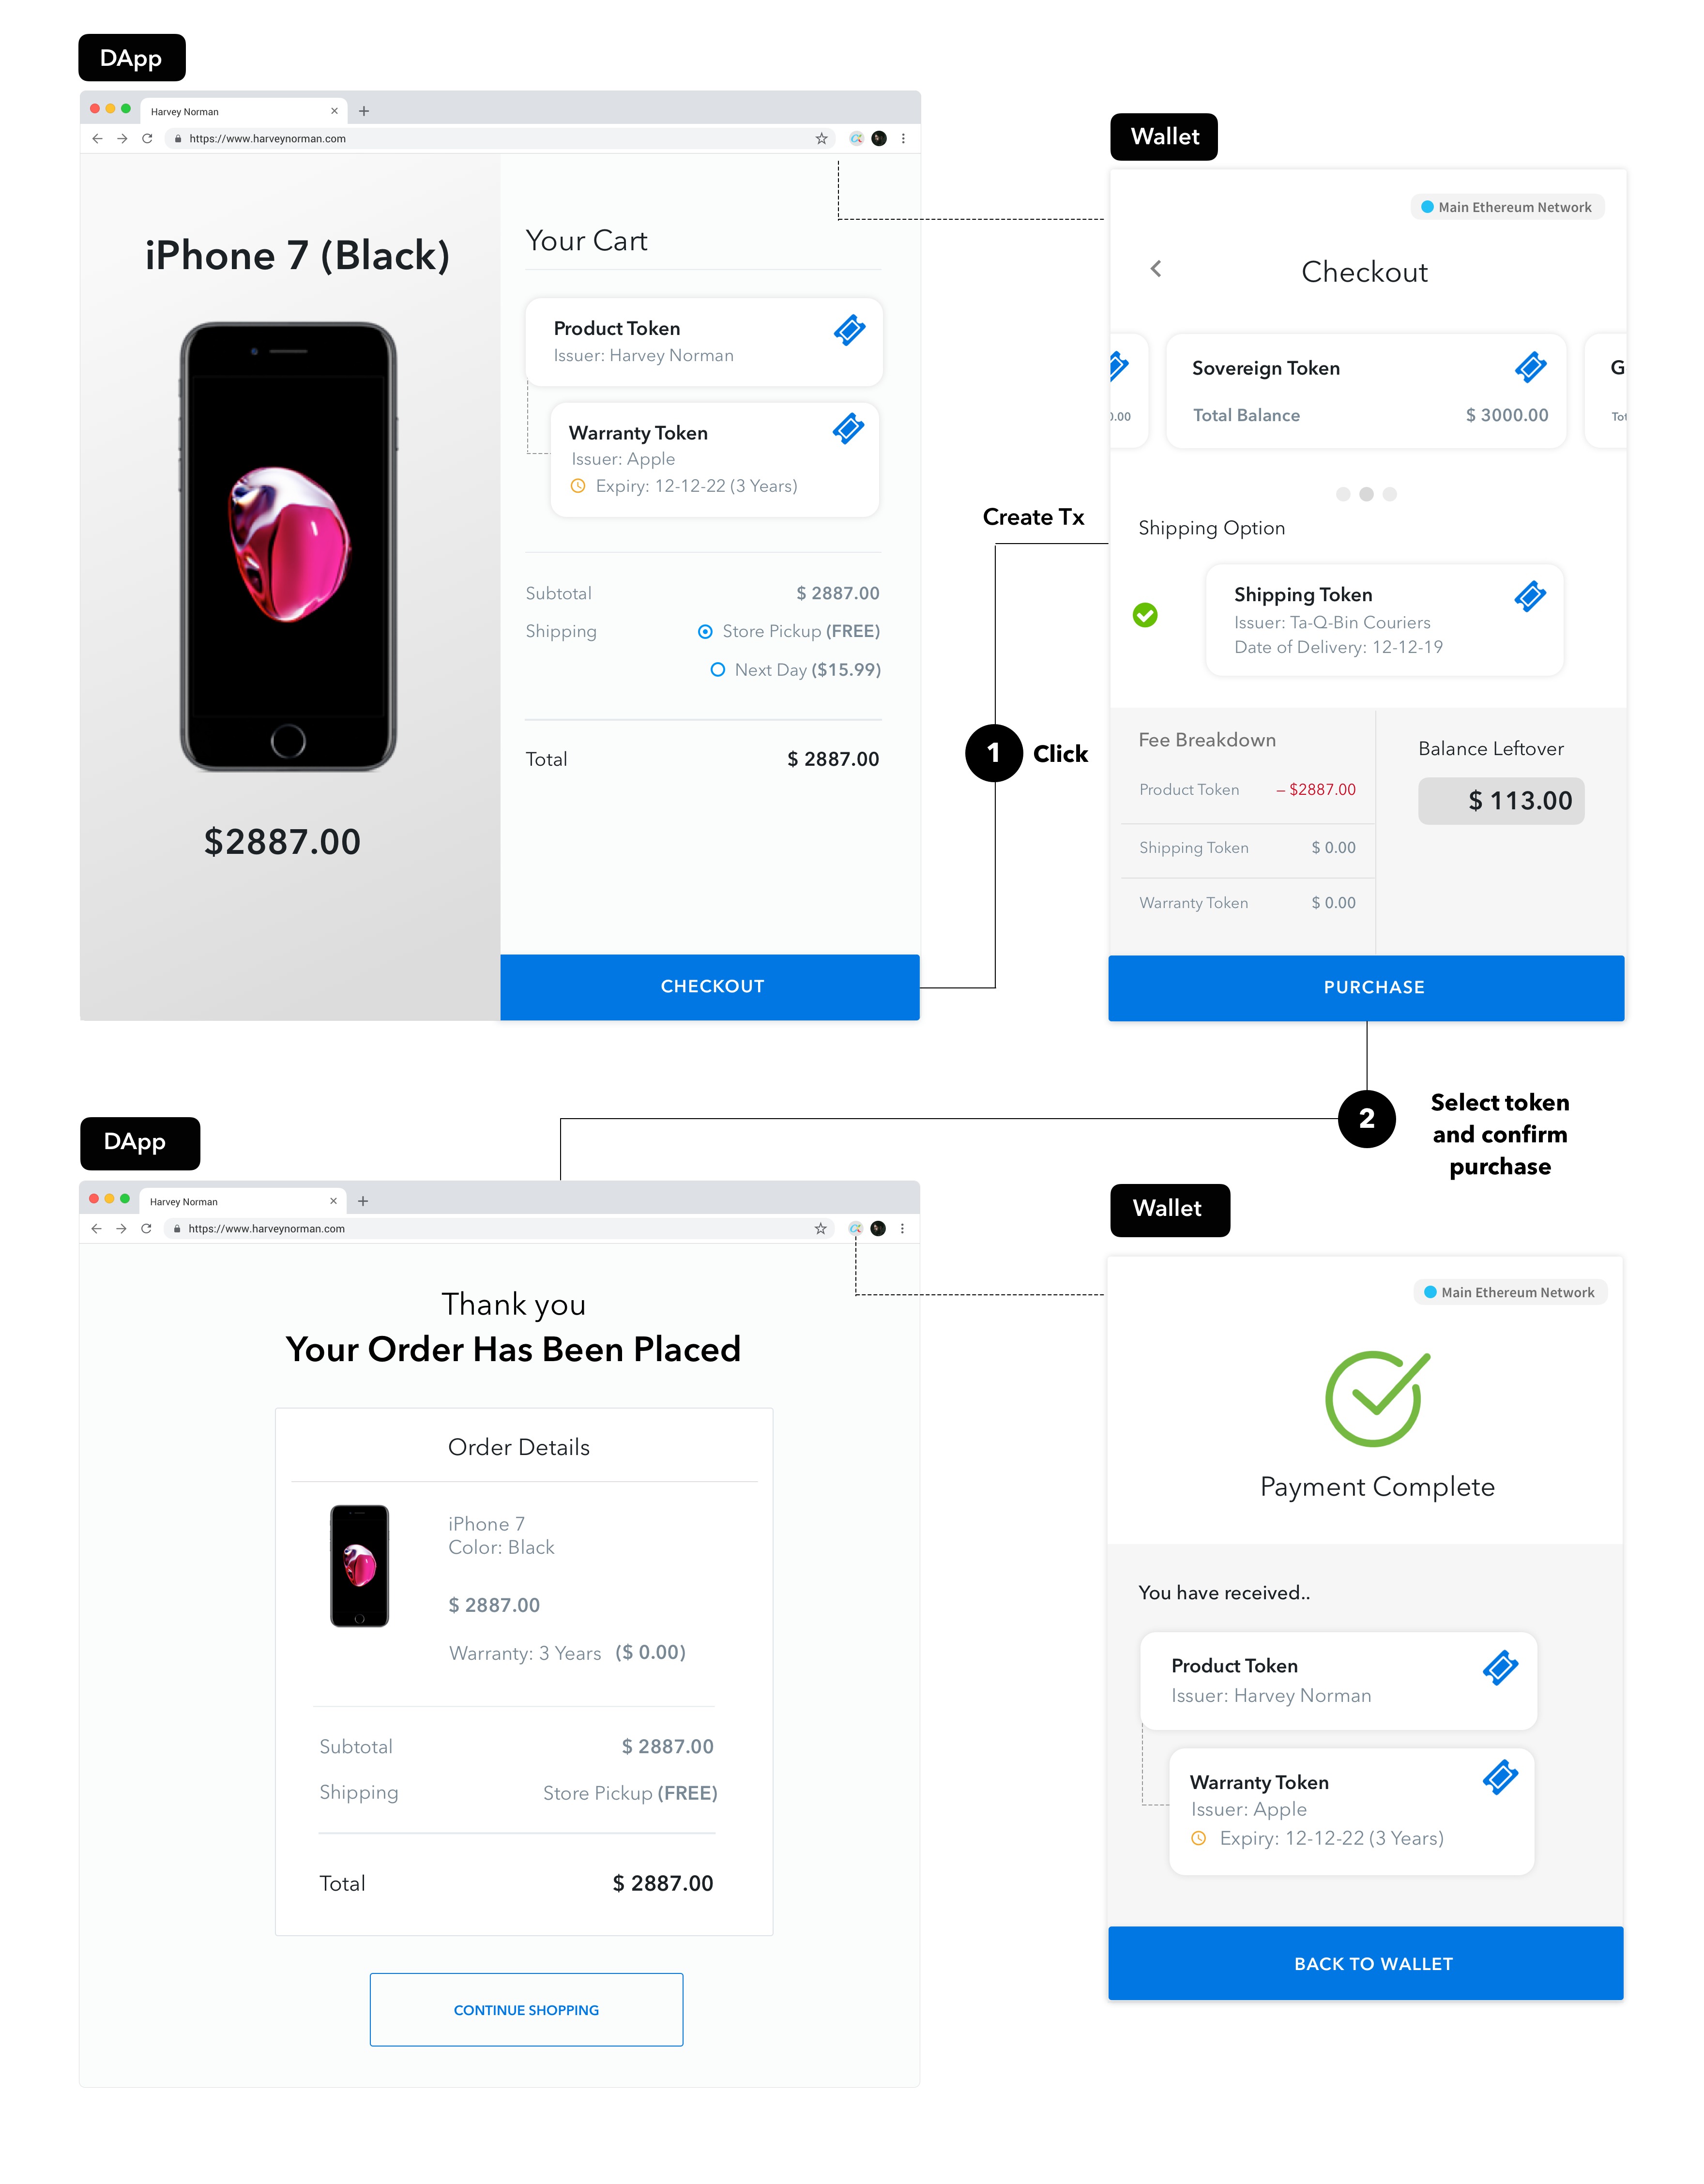 DApp
Harvey Norman
https://www.harveynorman.com
iPhone 7 (Black)
$2887.00
Your Cart
Product Token
Issuer: Harvey Norman
Warranty Token
Issuer: Apple
Expiry: 12-12-22 (3 Years)
Subtotal $ 2887.00
Shipping Store Pickup (FREE)
Next Day ($15.99)
Total $ 2887.00
CHECKOUT
Create Tx
1 Click
Wallet
Main Ethereum Network
Checkout
Sovereign Token G
0.00 Total Balance $ 3000.00 Tot
Shipping Option
Shipping Token
Issuer: Ta-Q-Bin Couriers
Date of Delivery: 12-12-19
Fee Breakdown
Product Token – $2887.00
Shipping Token $ 0.00
Warranty Token $ 0.00
Balance Leftover
$ 113.00
PURCHASE
2 Select token
and confirm
purchase
DApp
Harvey Norman
https://www.harveynorman.com
Thank you
Your Order Has Been Placed
Order Details
iPhone 7
Color: Black
$ 2887.00
Warranty: 3 Years ($ 0.00)
Subtotal $ 2887.00
Shipping Store Pickup (FREE)
Total $ 2887.00
CONTINUE SHOPPING
Wallet
Main Ethereum Network
Payment Complete
You have received..
Product Token
Issuer: Harvey Norman
Warranty Token
Issuer: Apple
Expiry: 12-12-22 (3 Years)
BACK TO WALLET